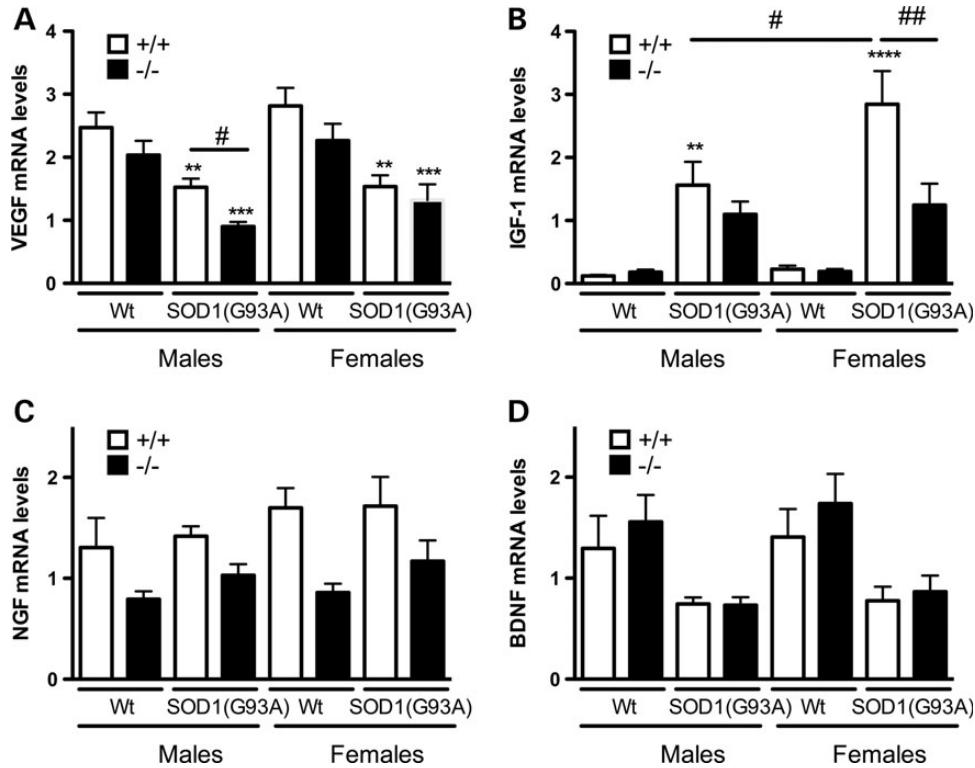 A
VEGF mRNA levels
4
3
2
1
0
+/+
-/-
#
**
***
**
***
Wt
SOD1(G93A)
Wt
SOD1(G93A)
Males
Females
B
IGF-1 mRNA levels
4
3
2
1
0
+/+
-/-
#
##
**
****
Wt
SOD1(G93A)
Wt
SOD1(G93A)
Males
Females
C
NGF mRNA levels
2
1
0
+/+
-/-
Wt
SOD1(G93A)
Wt
SOD1(G93A)
Males
Females
D
BDNF mRNA levels
2
1
0
+/+
-/-
Wt
SOD1(G93A)
Wt
SOD1(G93A)
Males
Females